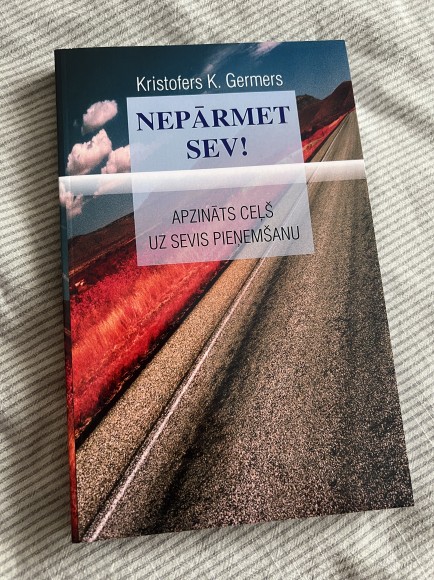 Kristofers K. Germers
NEPĀRMET
SEV!
APZINĀTS CEĻŠ
UZ SEVIS PIEŅEMŠANU